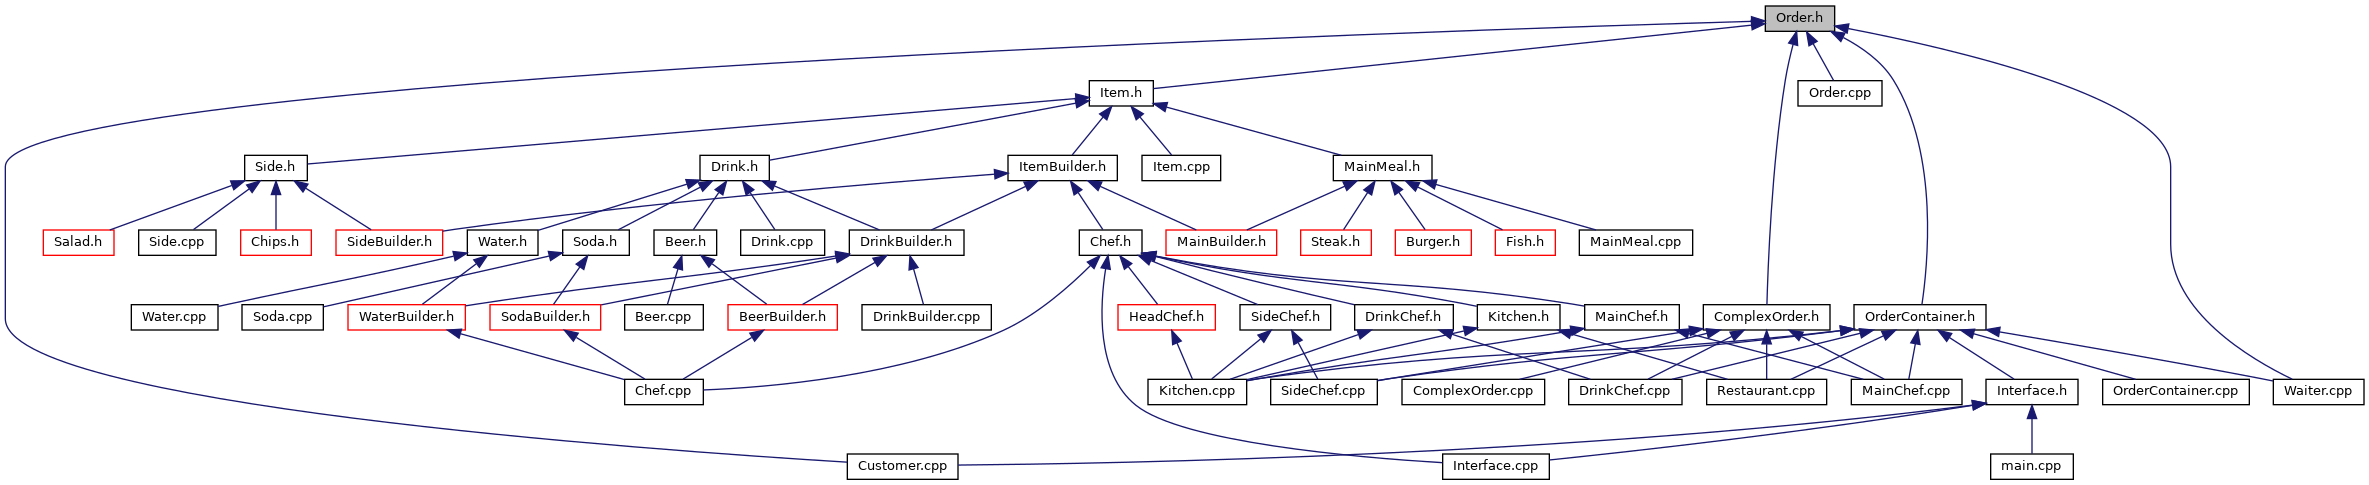 Order.h
Item.h
Order.cpp
Side.h
Drink.h
ItemBuilder.h
Item.cpp
MainMeal.h
Salad.h
Side.cpp
Chips.h
SideBuilder.h
Water.h
Soda.h
Beer.h
Drink.cpp
DrinkBuilder.h
Chef.h
MainBuilder.h
Steak.h
Burger.h
Fish.h
MainMeal.cpp
Water.cpp
Soda.cpp
WaterBuilder.h
SodaBuilder.h
Beer.cpp
BeerBuilder.h
DrinkBuilder.cpp
HeadChef.h
SideChef.h
DrinkChef.h
Kitchen.h
MainChef.h
ComplexOrder.h
OrderContainer.h
Chef.cpp
Kitchen.cpp
SideChef.cpp
ComplexOrder.cpp
DrinkChef.cpp
Restaurant.cpp
MainChef.cpp
Interface.h
OrderContainer.cpp
Waiter.cpp
Customer.cpp
Interface.cpp
main.cpp